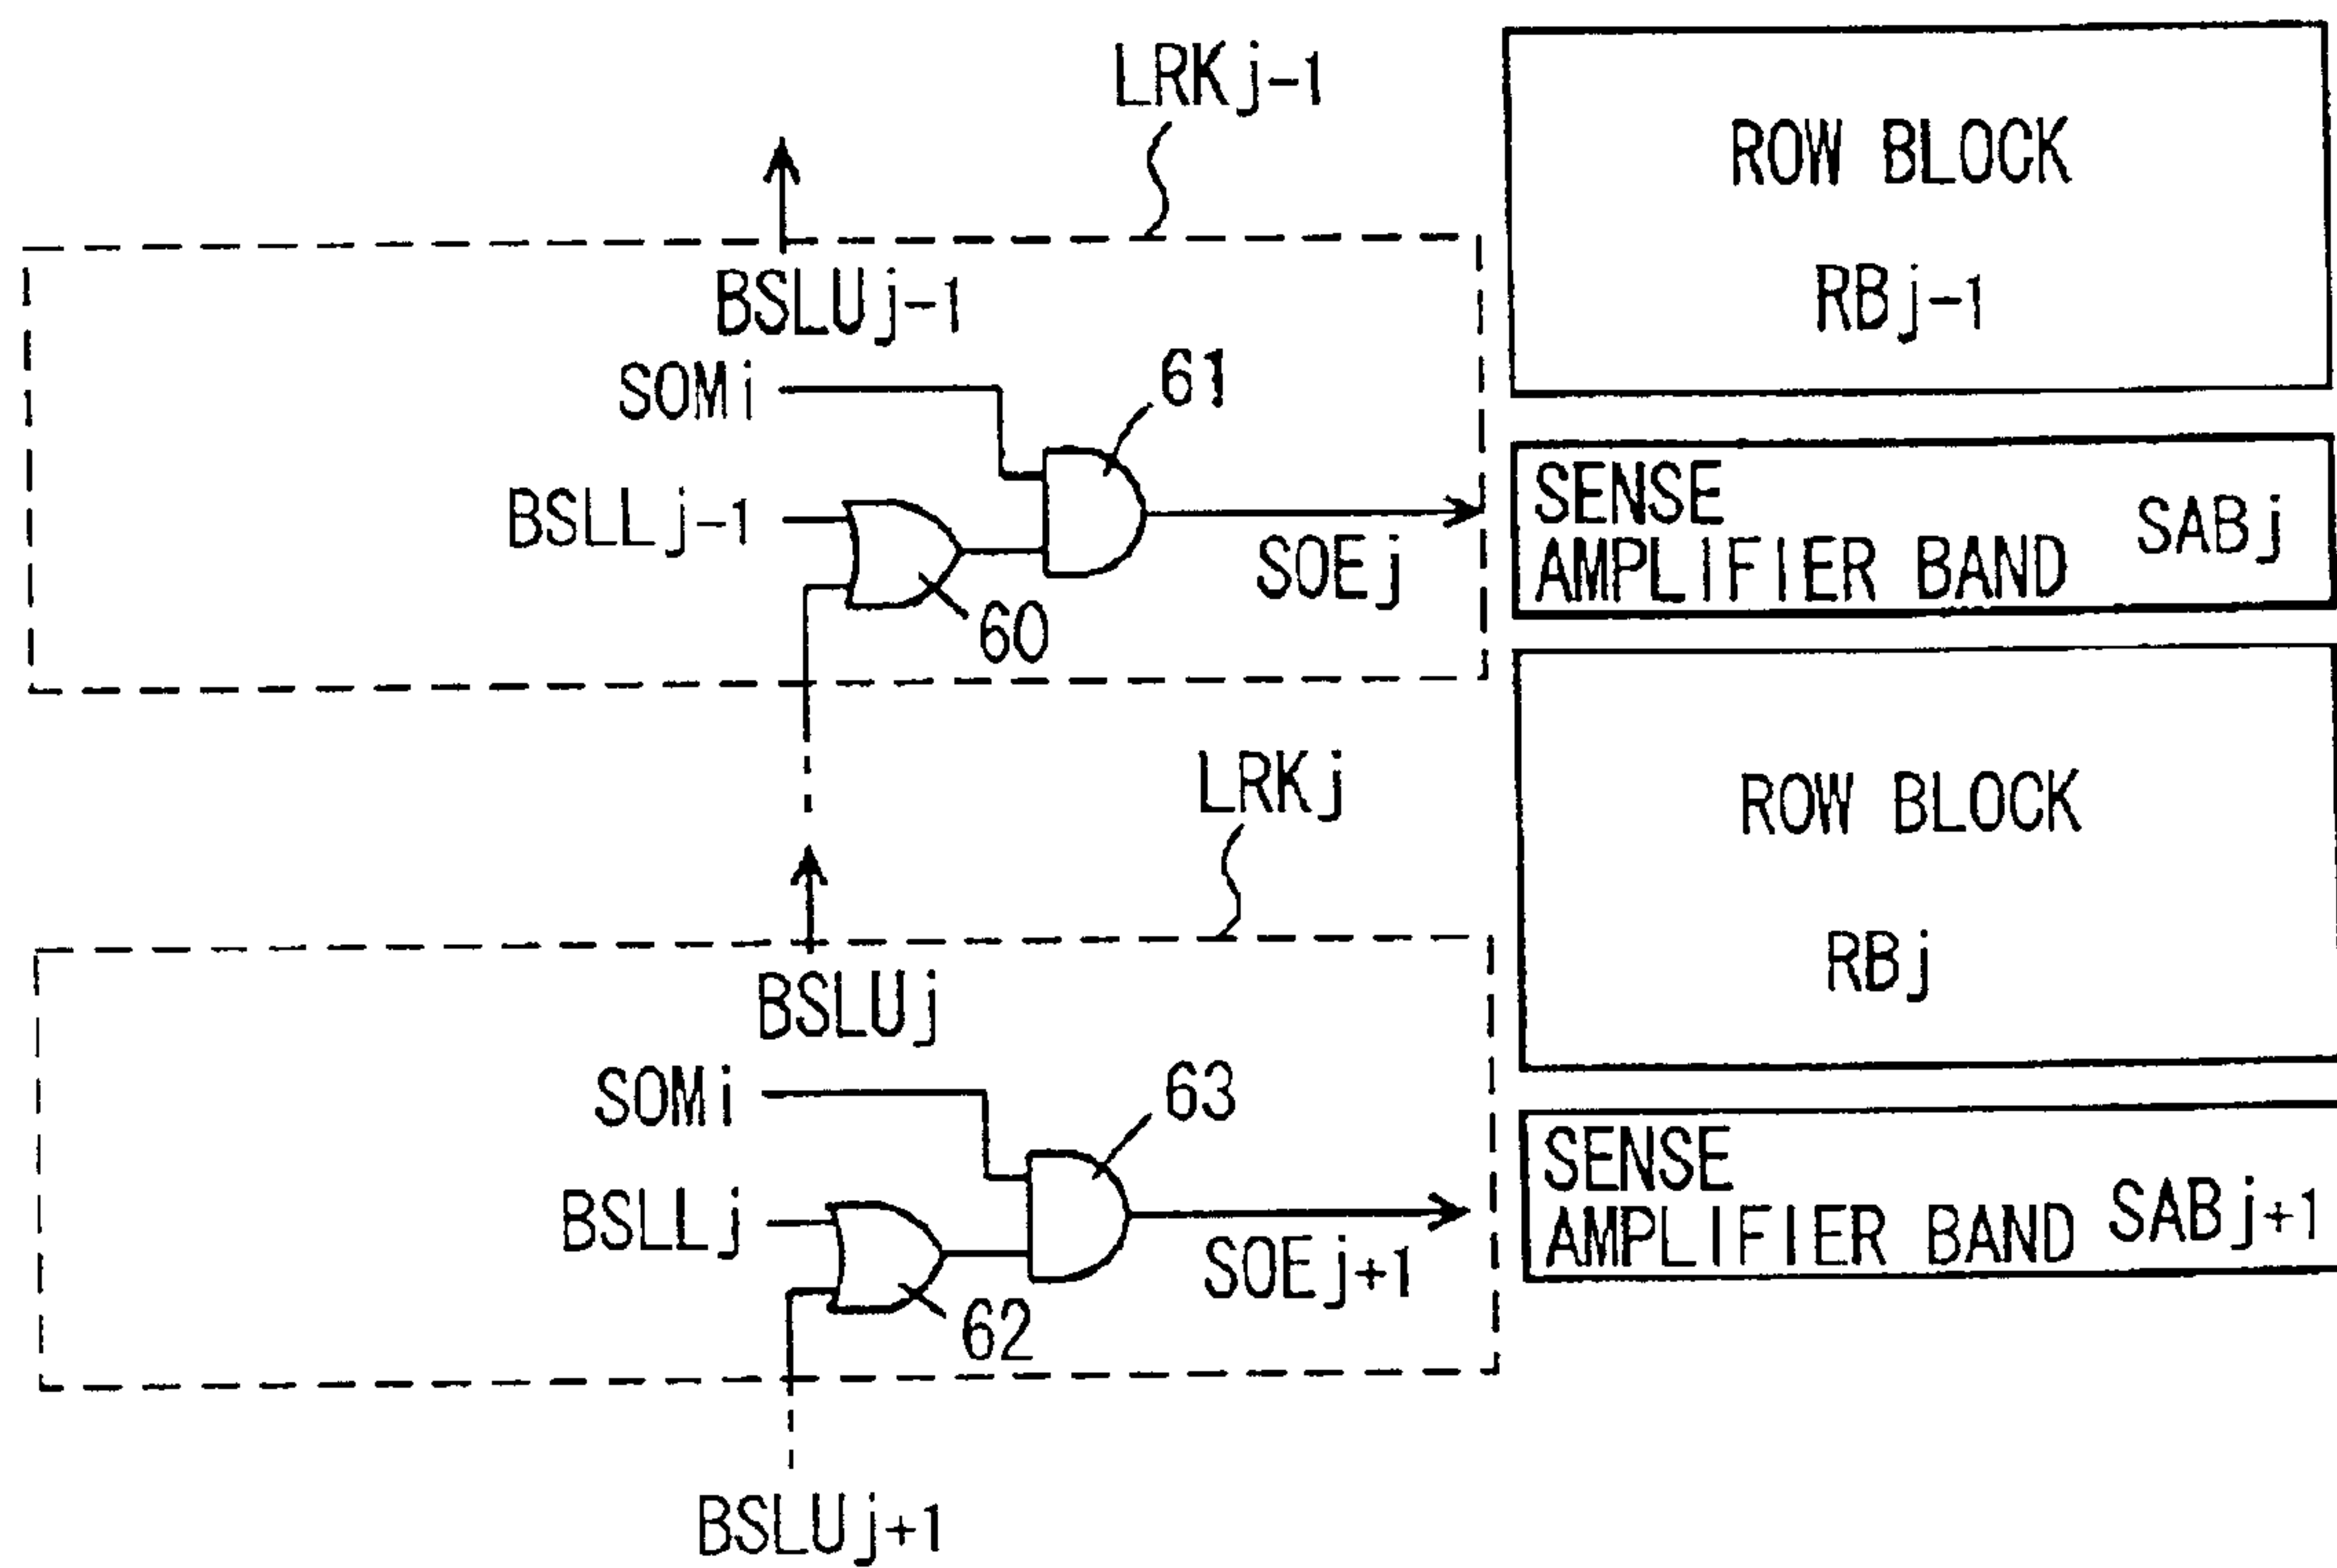 LRKj-1
ROW BLOCK
RBj-1
BSLUj-1
SOMi
61
BSLLj-1
60
SOEj
SENSE
AMPLIFIER BAND SABj
LRKj
ROW BLOCK
RBj
BSLUj
SOMi
63
BSLLj
62
SOEj+1
SENSE
AMPLIFIER BAND SABj+1
BSLUj+1